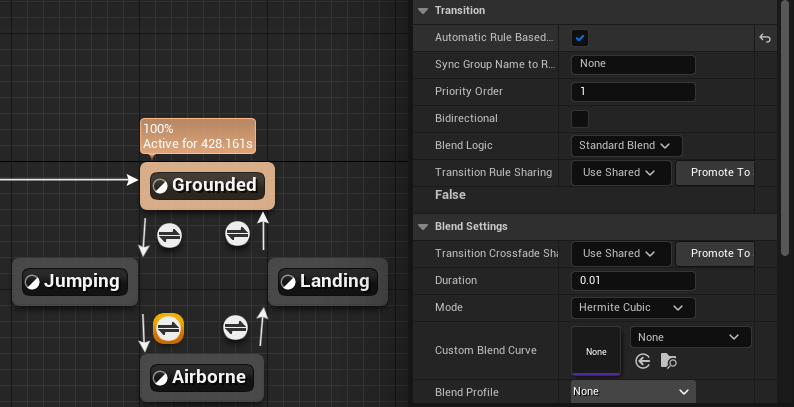 100%
Active for 428.161s
Grounded
Jumping
Landing
Airborne
Transition
Automatic Rule Based...
Sync Group Name to R...
None
Priority Order
1
Bidirectional
Blend Logic
Standard Blend
Transition Rule Sharing
Use Shared
Promote To
False
Blend Settings
Transition Crossfade Sha
Use Shared
Promote To
Duration
0.01
Mode
Hermite Cubic
Custom Blend Curve
None
None
Blend Profile
None